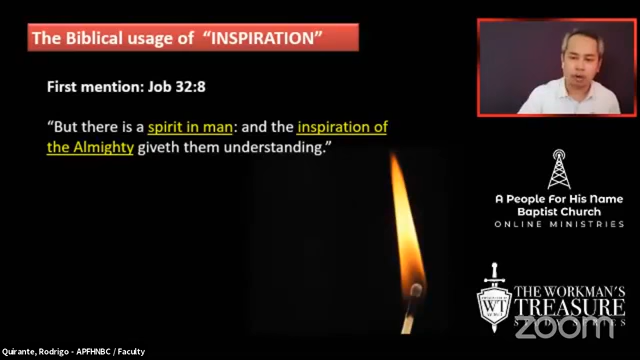 The Biblical usage of “INSPIRATION”
First mention: Job 32:8
“But there is a spirit in man: and the inspiration of
the Almighty giveth them understanding.”
A People For His Name
Baptist Church
ONLINE MINISTRIES
WT
THE WORKMAN'S
TREASURE
zoom
Quirante, Rodrigo - APFHNBC / Faculty